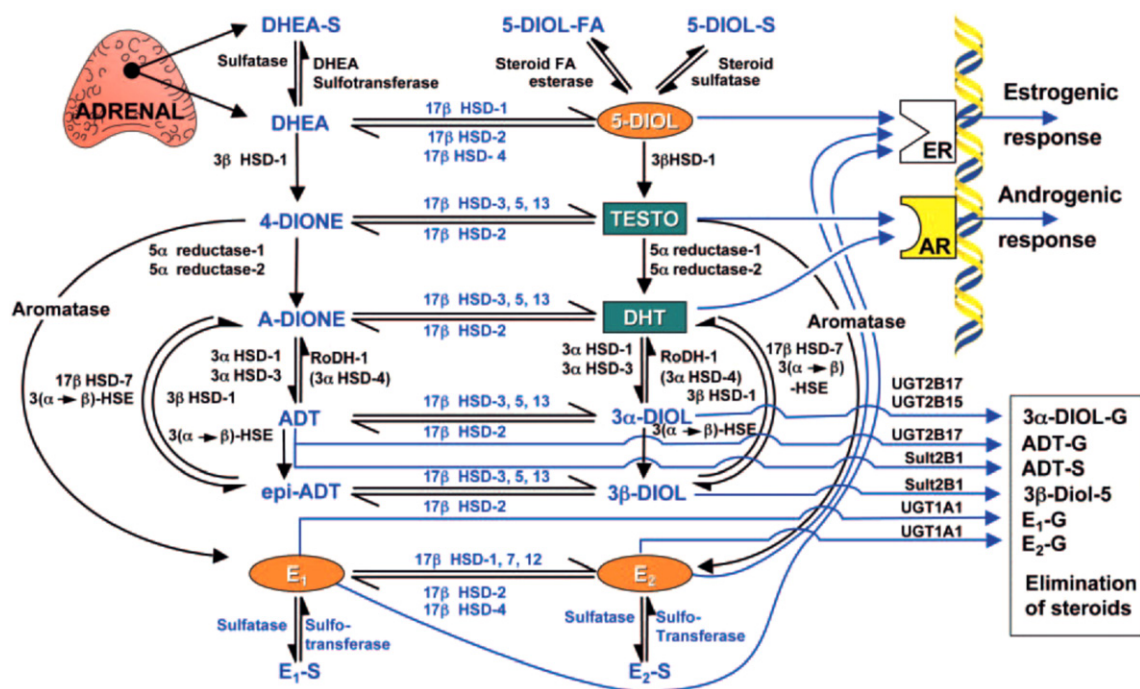 DHEA-S
5-DIOL-FA
5-DIOL-S
Sulfatase
DHEA
Sulfotransferase
Steroid FA
esterase
Steroid
sulfatase
ADRENAL
DHEA
17β HSD-1
17β HSD-2
17β HSD- 4
5-DIOL
ER
Estrogenic
response
3β HSD-1
3βHSD-1
4-DIONE
17β HSD-3, 5, 13
17β HSD-2
TESTO
AR
Androgenic
response
5α reductase-1
5α reductase-2
5α reductase-1
5α reductase-2
Aromatase
A-DIONE
17β HSD-3, 5, 13
17β HSD-2
DHT
Aromatase
17β HSD-7
3(α → β)-HSE
3β HSD-1
3α HSD-1
3α HSD-3
RoDH-1
(3α HSD-4)
3α HSD-1
3α HSD-3
RoDH-1
(3α HSD-4)
3β HSD-1
17β HSD-7
3(α → β)
-HSE
ADT
17β HSD-3, 5, 13
17β HSD-2
3α-DIOL
UGT2B17
UGT2B15
3α-DIOL-G
3(α → β)-HSE
3(α → β)-HSE
UGT2B17
ADT-G
Sult2B1
ADT-S
epi-ADT
17β HSD-3, 5, 13
17β HSD-2
3β-DIOL
Sult2B1
3β-Diol-5
UGT1A1
E₁-G
UGT1A1
E₂-G
E₁
17β HSD-1, 7, 12
17β HSD-2
17β HSD-4
E₂
Elimination
of steroids
Sulfatase
Sulfo-
transferase
Sulfatase
Sulfo-
Transferase
E₁-S
E₂-S